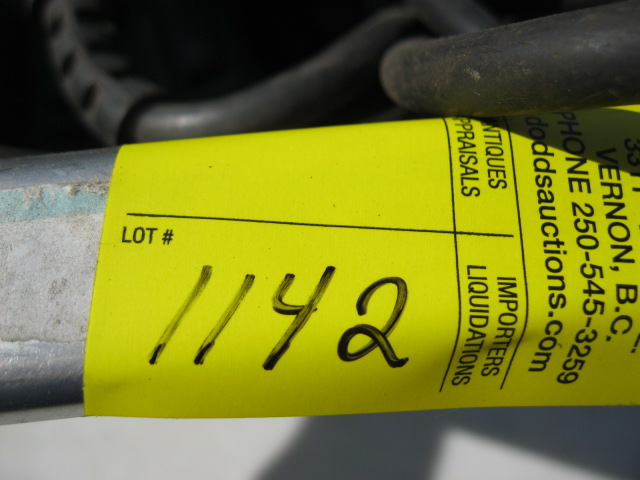 LOT #
1142
ANTIQUES
APPRAISALS
IMPORTERS
LIQUIDATIONS
VERNON, B.C.
PHONE 250-545-3259
doddsauctions.com